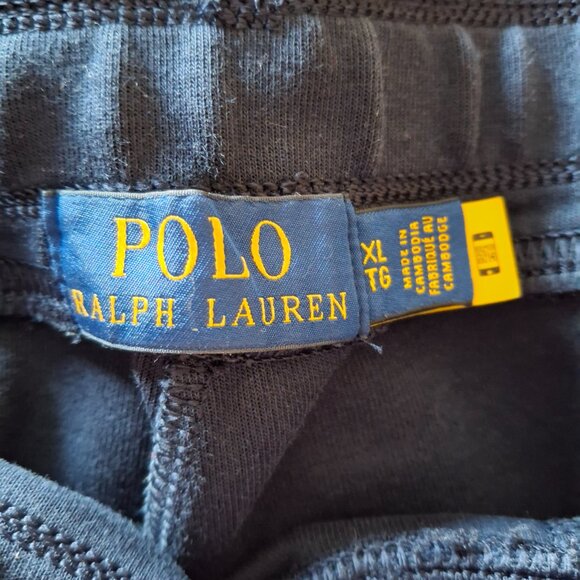 POLO
RALPH LAUREN
XL
TG
MADE IN
CAMBODIA
FABRIQUÉ AU
CAMBODGE